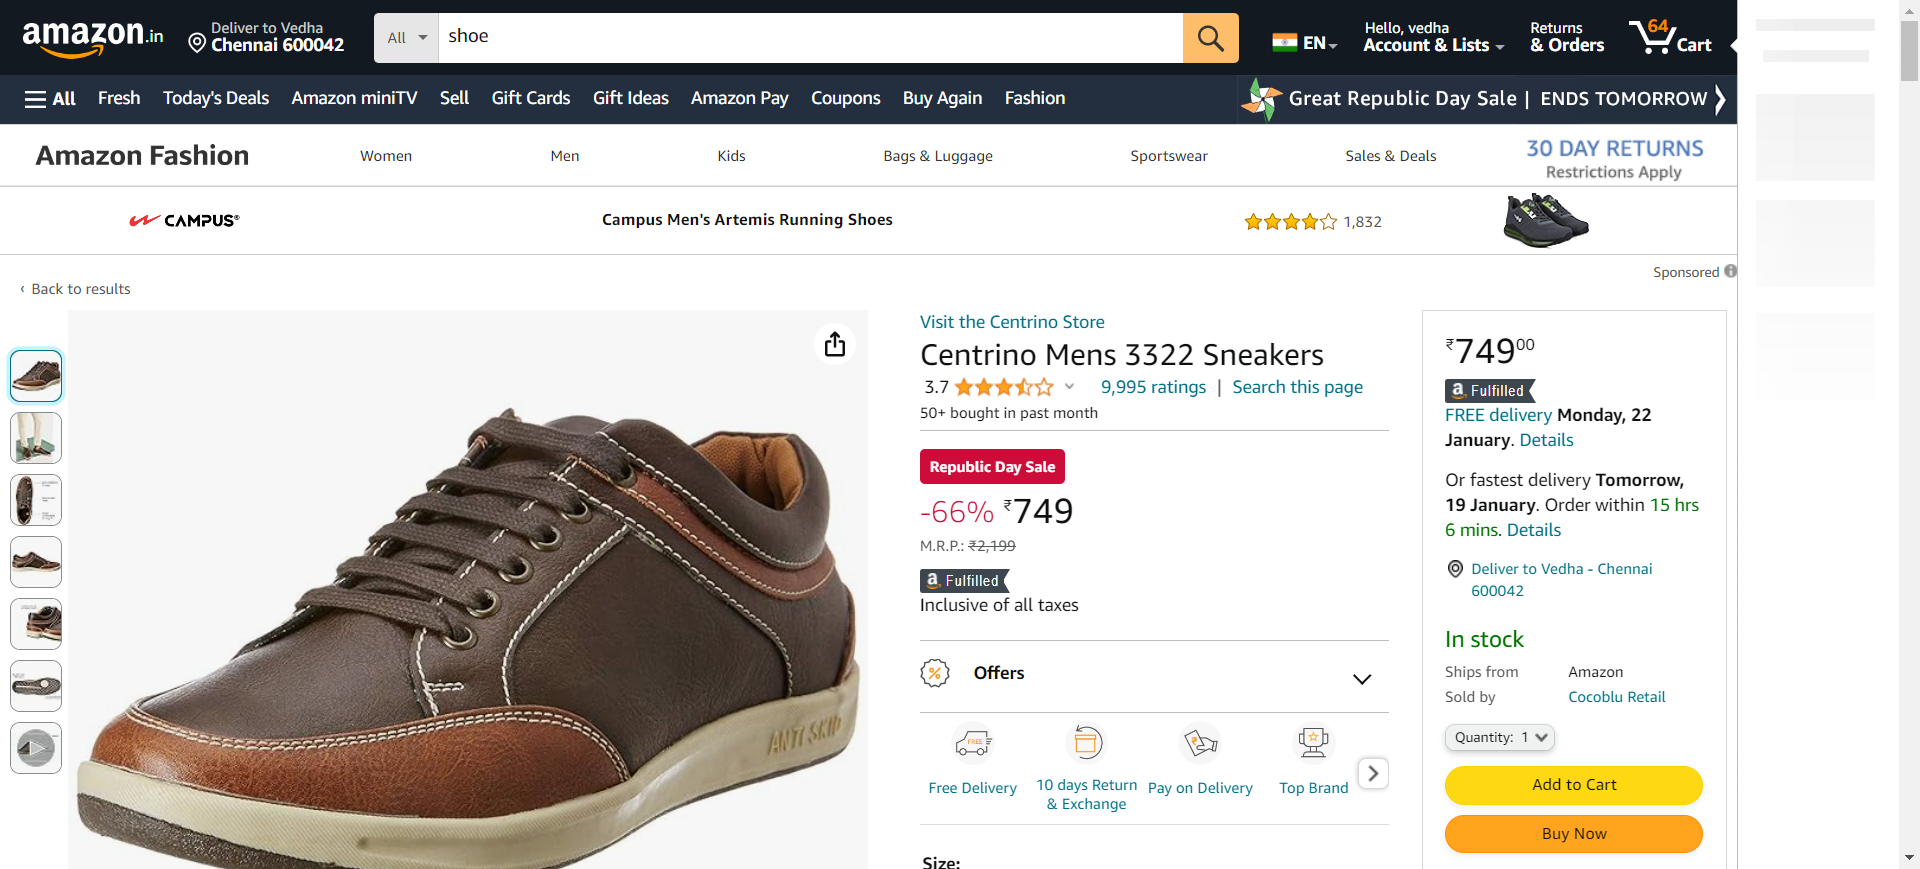 amazon.in
Deliver to Vedha
Chennai 600042
All
shoe
EN
Hello, vedha
Account & Lists
Returns
& Orders
64
Cart
All
Fresh
Today's Deals
Amazon miniTV
Sell
Gift Cards
Gift Ideas
Amazon Pay
Coupons
Buy Again
Fashion
Great Republic Day Sale | ENDS TOMORROW
Amazon Fashion
Women
Men
Kids
Bags & Luggage
Sportswear
Sales & Deals
30 DAY RETURNS
Restrictions Apply
CAMPUS®
Campus Men's Artemis Running Shoes
1,832
Sponsored
‹ Back to results
ANTI SKID
Visit the Centrino Store
Centrino Mens 3322 Sneakers
3.7
9,995 ratings | Search this page
50+ bought in past month
Republic Day Sale
-66% ₹749
M.R.P.: ₹2,199
a Fulfilled
Inclusive of all taxes
% Offers
FREE
Free Delivery
10 days Return
& Exchange
Pay on Delivery
Top Brand
Size:
₹74900
a Fulfilled
FREE delivery Monday, 22
January. Details
Or fastest delivery Tomorrow,
19 January. Order within 15 hrs
6 mins. Details
Deliver to Vedha - Chennai
600042
In stock
Ships from Amazon
Sold by Cocoblu Retail
Quantity: 1
Add to Cart
Buy Now